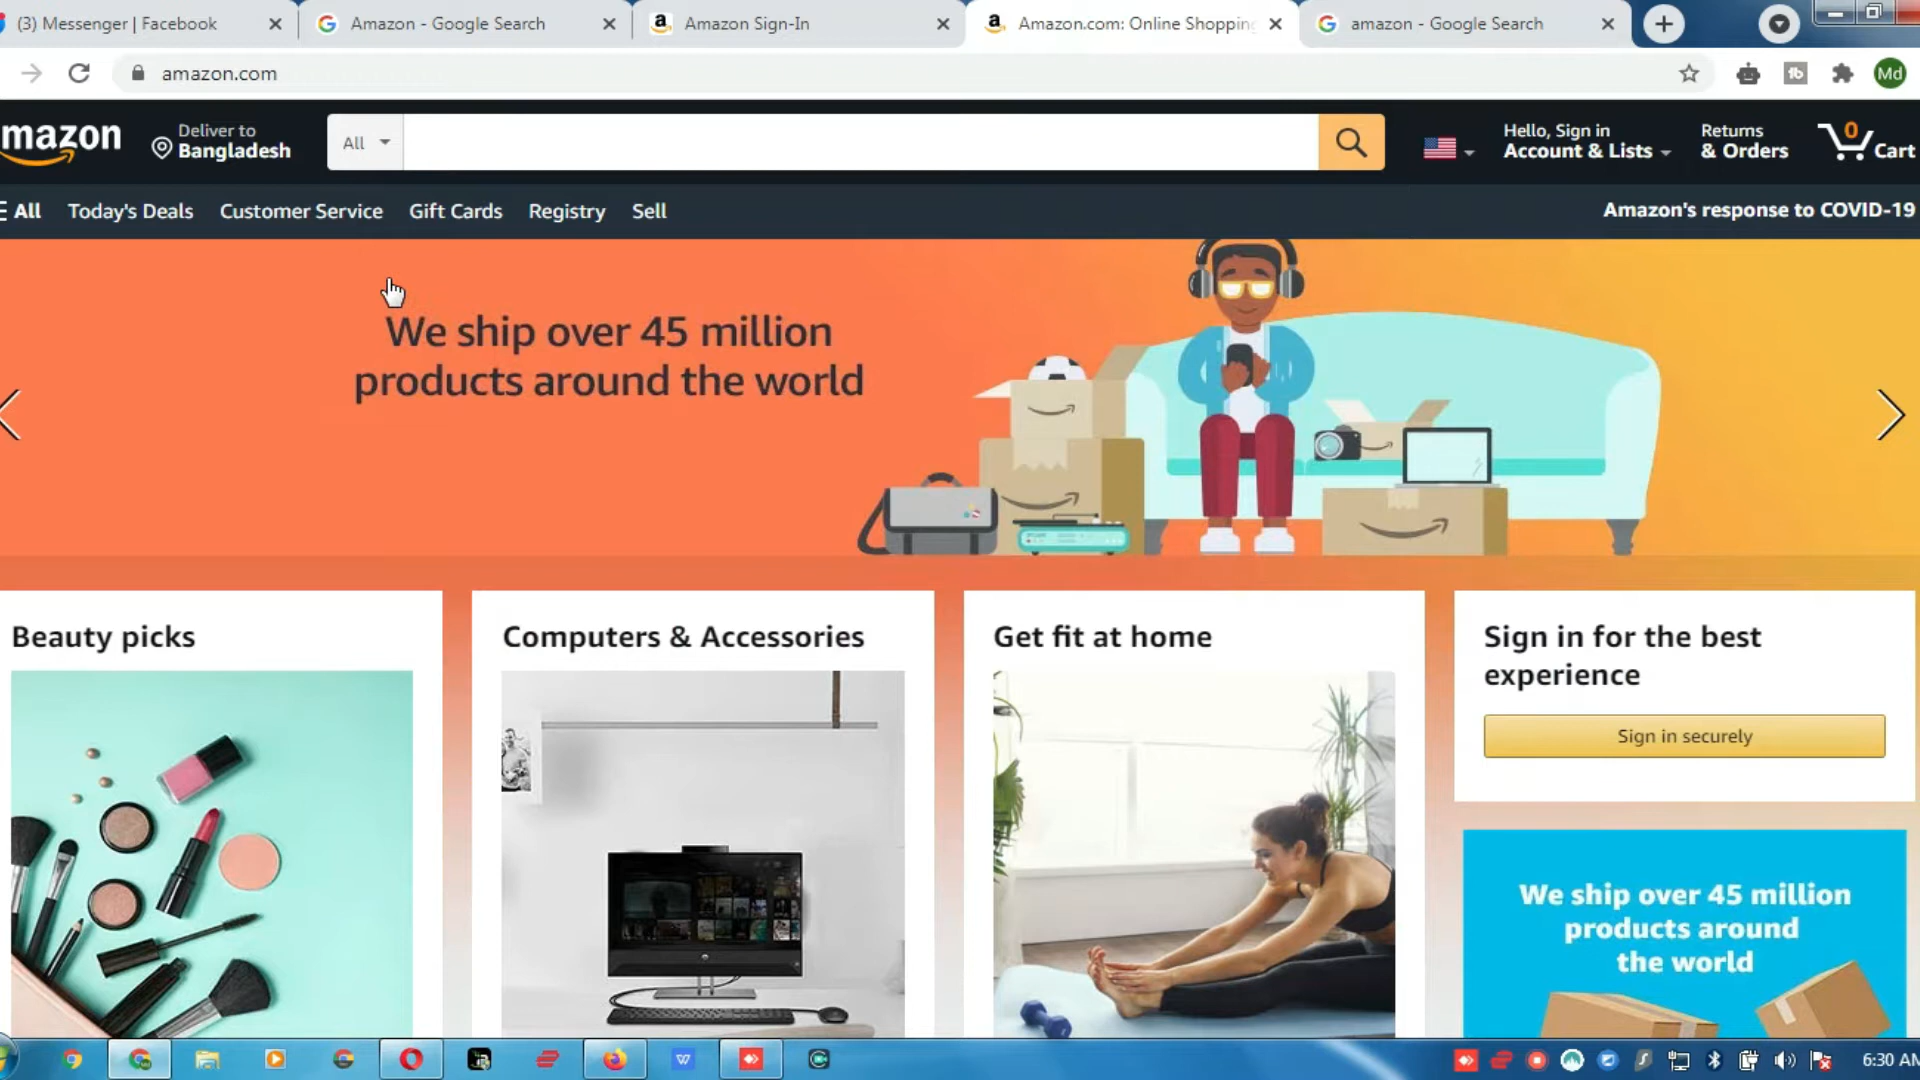 (3) Messenger | Facebook
Amazon - Google Search
Amazon Sign-In
Amazon.com: Online Shopping
amazon - Google Search
amazon.com
Md
mazon
Deliver to
Bangladesh
All
Hello, Sign in
Account & Lists
Returns
& Orders
0
Cart
All
Today's Deals
Customer Service
Gift Cards
Registry
Sell
Amazon's response to COVID-19
We ship over 45 million
products around the world
Beauty picks
Computers & Accessories
Get fit at home
Sign in for the best
experience
Sign in securely
We ship over 45 million
products around
the world
6:30 AM